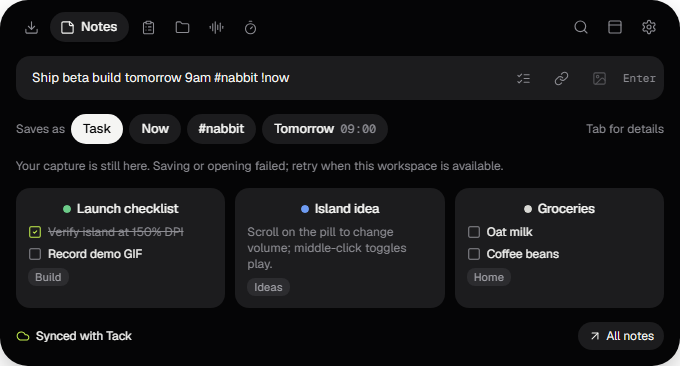 Notes
Ship beta build tomorrow 9am #nabbit !now
Enter
Saves as
Task
Now
#nabbit
Tomorrow 09:00
Tab for details
Your capture is still here. Saving or opening failed; retry when this workspace is available.
Launch checklist
Verify island at 150% DPI
Record demo GIF
Build
Island idea
Scroll on the pill to change
volume; middle-click toggles
play.
Ideas
Groceries
Oat milk
Coffee beans
Home
Synced with Tack
All notes